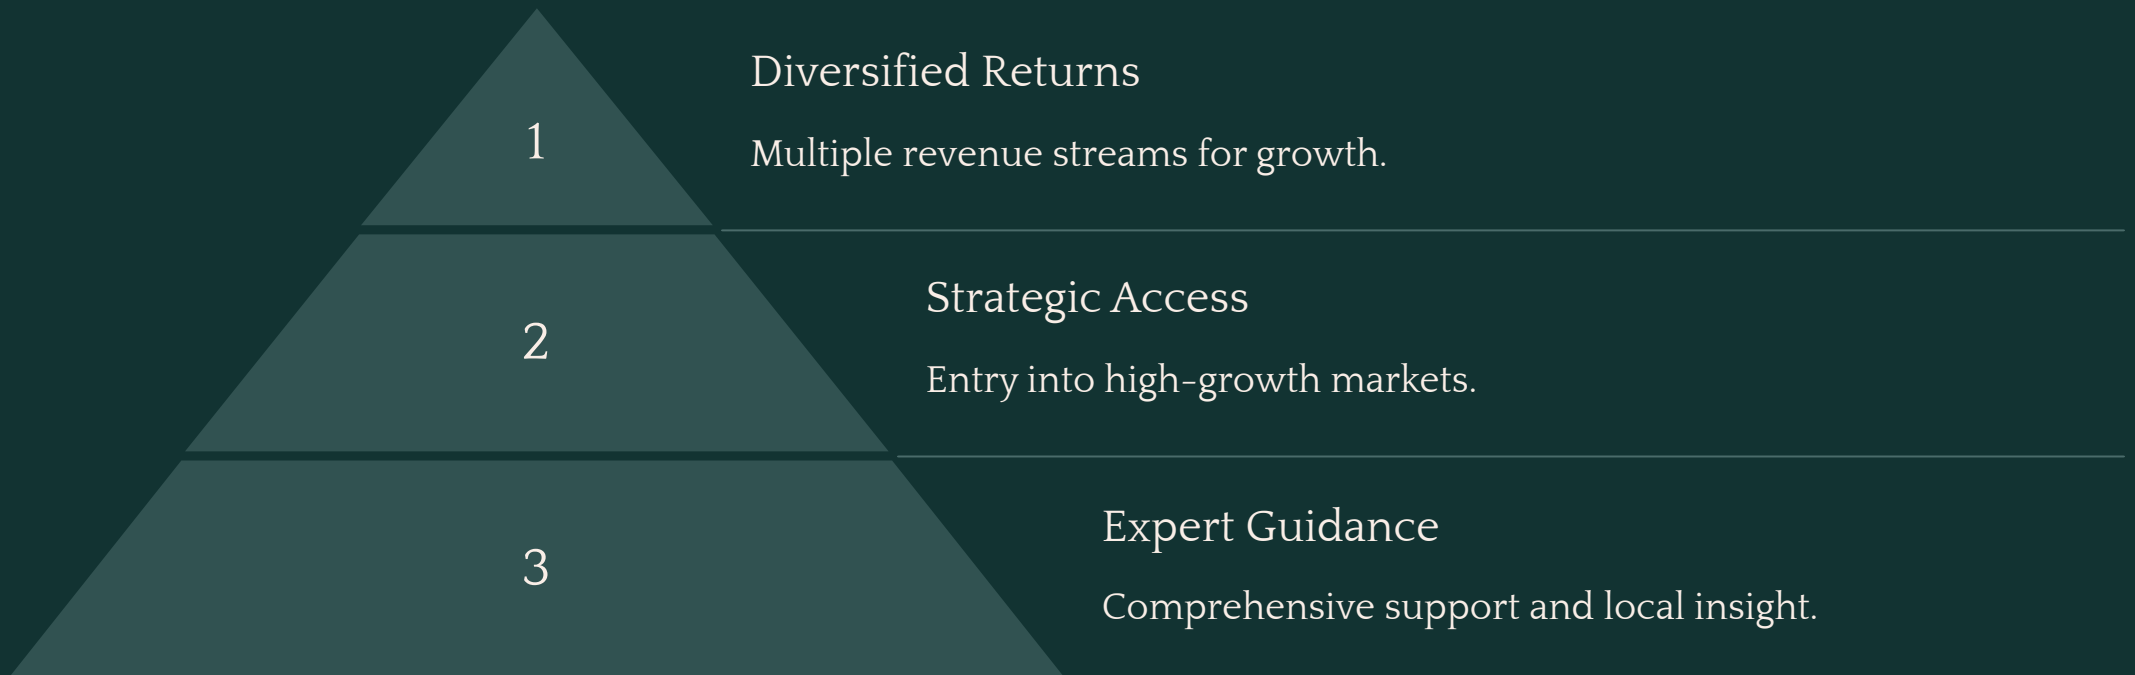 1
Diversified Returns
Multiple revenue streams for growth.
2
Strategic Access
Entry into high-growth markets.
3
Expert Guidance
Comprehensive support and local insight.